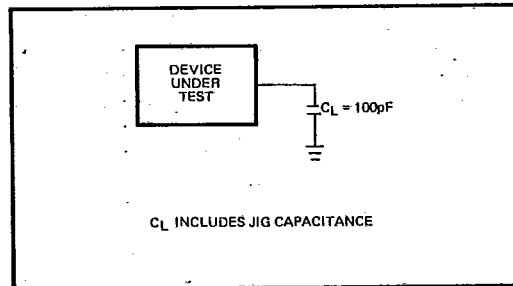 DEVICE
UNDER
TEST
CL = 100pF
CL INCLUDES JIG CAPACITANCE